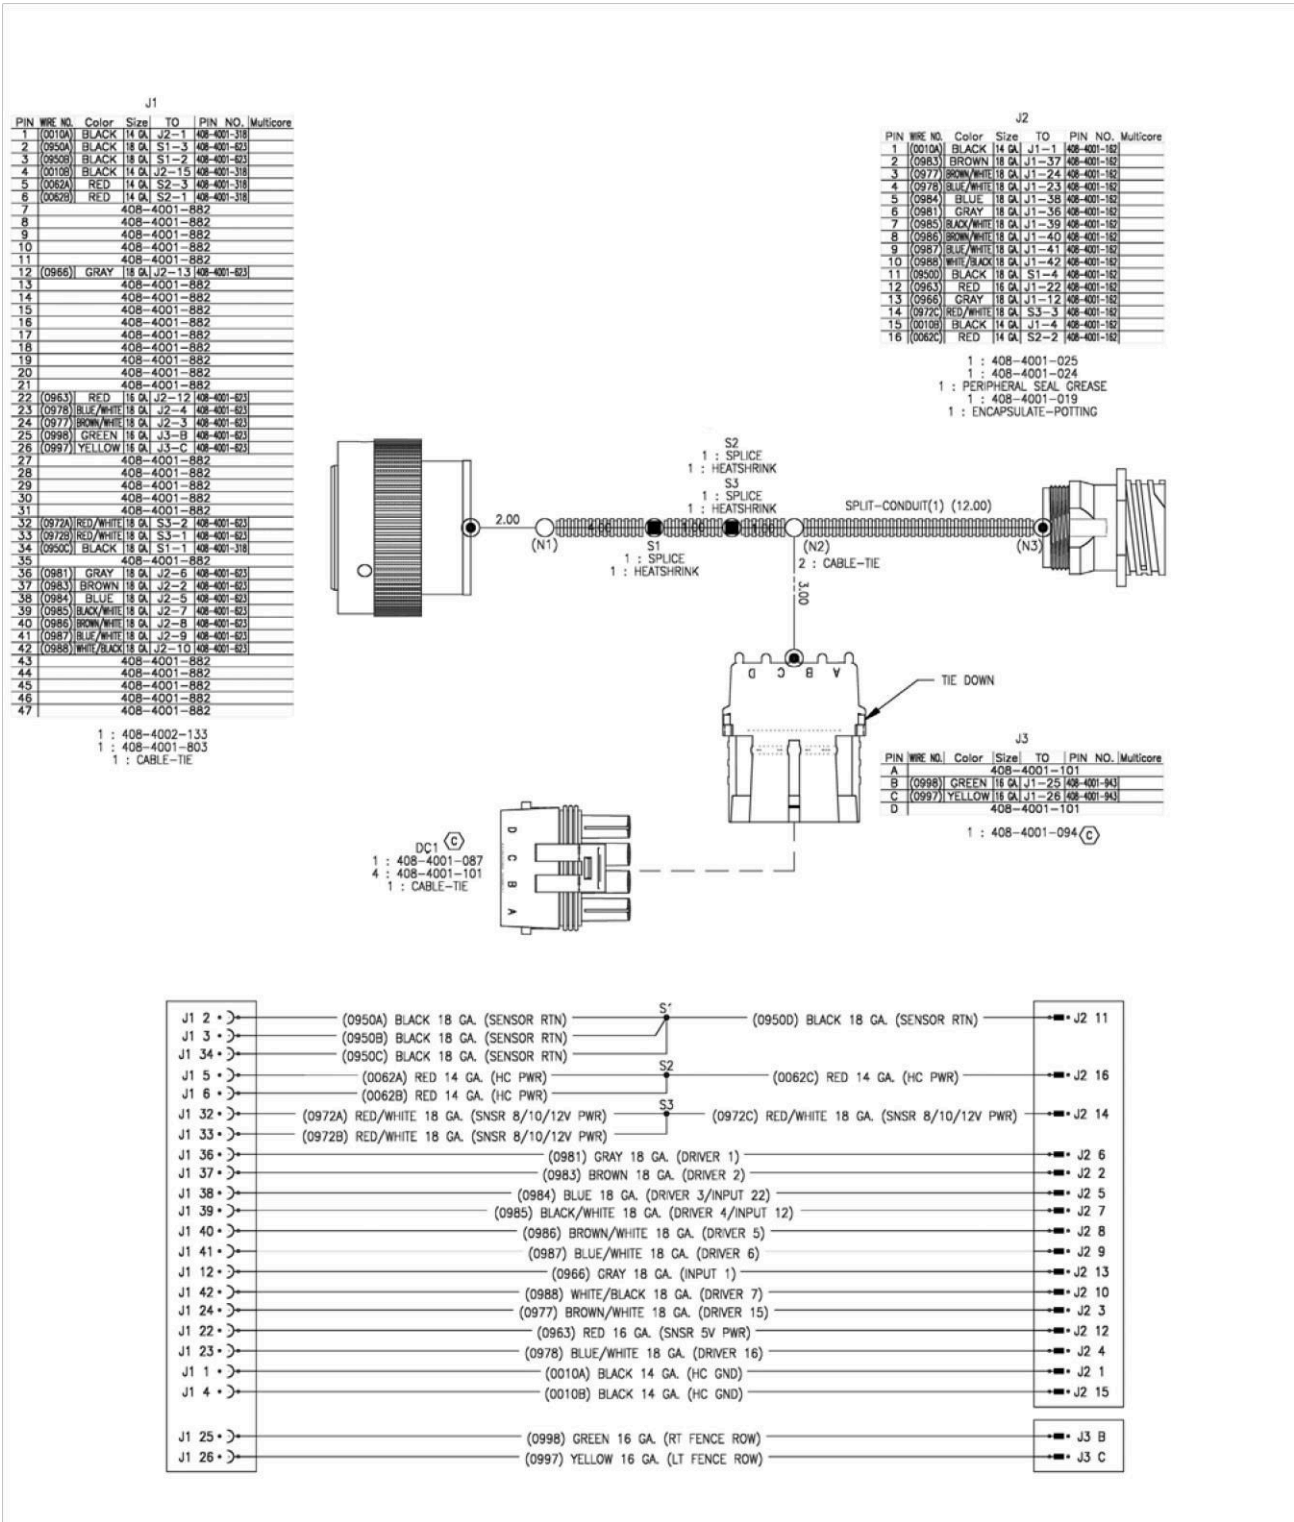 J1
PIN WIRE NO. Color Size TO PIN NO. Multicore
1 (0010A) BLACK 14 GA. J2-1 408-4001-318
2 (0950A) BLACK 18 GA. S1-3 408-4001-623
3 (0950B) BLACK 18 GA. S1-2 408-4001-623
4 (0010B) BLACK 14 GA. J2-15 408-4001-318
5 (0062A) RED 14 GA. S2-3 408-4001-318
6 (0062B) RED 14 GA. S2-1 408-4001-318
7 408-4001-882
8 408-4001-882
9 408-4001-882
10 408-4001-882
11 408-4001-882
12 (0966) GRAY 18 GA. J2-13 408-4001-623
13 408-4001-882
14 408-4001-882
15 408-4001-882
16 408-4001-882
17 408-4001-882
18 408-4001-882
19 408-4001-882
20 408-4001-882
21 408-4001-882
22 (0963) RED 16 GA. J2-12 408-4001-623
23 (0978) BLUE/WHITE 18 GA. J2-4 408-4001-623
24 (0977) BROWN/WHITE 18 GA. J2-3 408-4001-623
25 (0998) GREEN 16 GA. J3-B 408-4001-623
26 (0997) YELLOW 16 GA. J3-C 408-4001-623
27 408-4001-882
28 408-4001-882
29 408-4001-882
30 408-4001-882
31 408-4001-882
32 (0972A) RED/WHITE 18 GA. S3-2 408-4001-623
33 (0972B) RED/WHITE 18 GA. S3-1 408-4001-623
34 (0950C) BLACK 18 GA. S1-1 408-4001-318
35 408-4001-882
36 (0981) GRAY 18 GA. J2-6 408-4001-623
37 (0983) BROWN 18 GA. J2-2 408-4001-623
38 (0984) BLUE 18 GA. J2-5 408-4001-623
39 (0985) BLACK/WHITE 18 GA. J2-7 408-4001-623
40 (0986) BROWN/WHITE 18 GA. J2-8 408-4001-623
41 (0987) BLUE/WHITE 18 GA. J2-9 408-4001-623
42 (0988) WHITE/BLACK 18 GA. J2-10 408-4001-623
43 408-4001-882
44 408-4001-882
45 408-4001-882
46 408-4001-882
47 408-4001-882
1 : 408-4002-133
1 : 408-4001-803
1 : CABLE-TIE
J2
PIN WIRE NO. Color Size TO PIN NO. Multicore
1 (0010A) BLACK 14 GA. J1-1 408-4001-162
2 (0983) BROWN 18 GA. J1-37 408-4001-162
3 (0977) BROWN/WHITE 18 GA. J1-24 408-4001-162
4 (0978) BLUE/WHITE 18 GA. J1-23 408-4001-162
5 (0984) BLUE 18 GA. J1-38 408-4001-162
6 (0981) GRAY 18 GA. J1-36 408-4001-162
7 (0985) BLACK/WHITE 18 GA. J1-39 408-4001-162
8 (0986) BROWN/WHITE 18 GA. J1-40 408-4001-162
9 (0987) BLUE/WHITE 18 GA. J1-41 408-4001-162
10 (0988) WHITE/BLACK 18 GA. J1-42 408-4001-162
11 (0950D) BLACK 18 GA. S1-4 408-4001-162
12 (0963) RED 16 GA. J1-22 408-4001-162
13 (0966) GRAY 18 GA. J1-12 408-4001-162
14 (0972C) RED/WHITE 18 GA. S3-3 408-4001-162
15 (0010B) BLACK 14 GA. J1-4 408-4001-162
16 (0062C) RED 14 GA. S2-2 408-4001-162
1 : 408-4001-025
1 : 408-4001-024
1 : PERIPHERAL SEAL GREASE
1 : 408-4001-019
1 : ENCAPSULATE-POTTING
S2
1 : SPLICE
1 : HEATSHRINK
S3
1 : SPLICE
1 : HEATSHRINK
SPLIT-CONDUIT(1) (12.00)
2.00
4.00
1.00
1.00
(N1)
S1
1 : SPLICE
1 : HEATSHRINK
(N2)
2 : CABLE-TIE
(N3)
3.00
D C B A
TIE DOWN
J3
PIN WIRE NO. Color Size TO PIN NO. Multicore
A 408-4001-101
B (0998) GREEN 16 GA. J1-25 408-4001-943
C (0997) YELLOW 16 GA. J1-26 408-4001-943
D 408-4001-101
1 : 408-4001-094 C
DC1 C
1 : 408-4001-087
4 : 408-4001-101
1 : CABLE-TIE
D C B A
J1 2 (0950A) BLACK 18 GA. (SENSOR RTN) S1 (0950D) BLACK 18 GA. (SENSOR RTN) J2 11
J1 3 (0950B) BLACK 18 GA. (SENSOR RTN)
J1 34 (0950C) BLACK 18 GA. (SENSOR RTN)
J1 5 (0062A) RED 14 GA. (HC PWR) S2 (0062C) RED 14 GA. (HC PWR) J2 16
J1 6 (0062B) RED 14 GA. (HC PWR)
J1 32 (0972A) RED/WHITE 18 GA. (SNSR 8/10/12V PWR) S3 (0972C) RED/WHITE 18 GA. (SNSR 8/10/12V PWR) J2 14
J1 33 (0972B) RED/WHITE 18 GA. (SNSR 8/10/12V PWR)
J1 36 (0981) GRAY 18 GA. (DRIVER 1) J2 6
J1 37 (0983) BROWN 18 GA. (DRIVER 2) J2 2
J1 38 (0984) BLUE 18 GA. (DRIVER 3/INPUT 22) J2 5
J1 39 (0985) BLACK/WHITE 18 GA. (DRIVER 4/INPUT 12) J2 7
J1 40 (0986) BROWN/WHITE 18 GA. (DRIVER 5) J2 8
J1 41 (0987) BLUE/WHITE 18 GA. (DRIVER 6) J2 9
J1 12 (0966) GRAY 18 GA. (INPUT 1) J2 13
J1 42 (0988) WHITE/BLACK 18 GA. (DRIVER 7) J2 10
J1 24 (0977) BROWN/WHITE 18 GA. (DRIVER 15) J2 3
J1 22 (0963) RED 16 GA. (SNSR 5V PWR) J2 12
J1 23 (0978) BLUE/WHITE 18 GA. (DRIVER 16) J2 4
J1 1 (0010A) BLACK 14 GA. (HC GND) J2 1
J1 4 (0010B) BLACK 14 GA. (HC GND) J2 15
J1 25 (0998) GREEN 16 GA. (RT FENCE ROW) J3 B
J1 26 (0997) YELLOW 16 GA. (LT FENCE ROW) J3 C